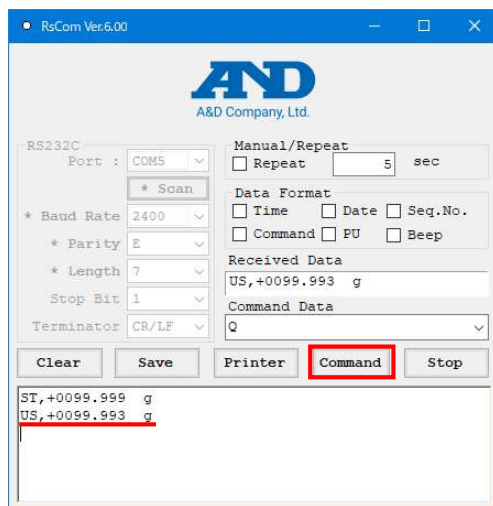 RsCom Ver.6.00
AND
A&D Company, Ltd.
RS232C
Port : COM5
* Scan
* Baud Rate 2400
* Parity E
* Length 7
Stop Bit 1
Terminator CR/LF
Manual/Repeat
Repeat 5 sec
Data Format
Time Date Seq.No.
Command PU Beep
Received Data
US,+0099.993 g
Command Data
Q
Clear Save Printer Command Stop
ST,+0099.999 g
US,+0099.993 g